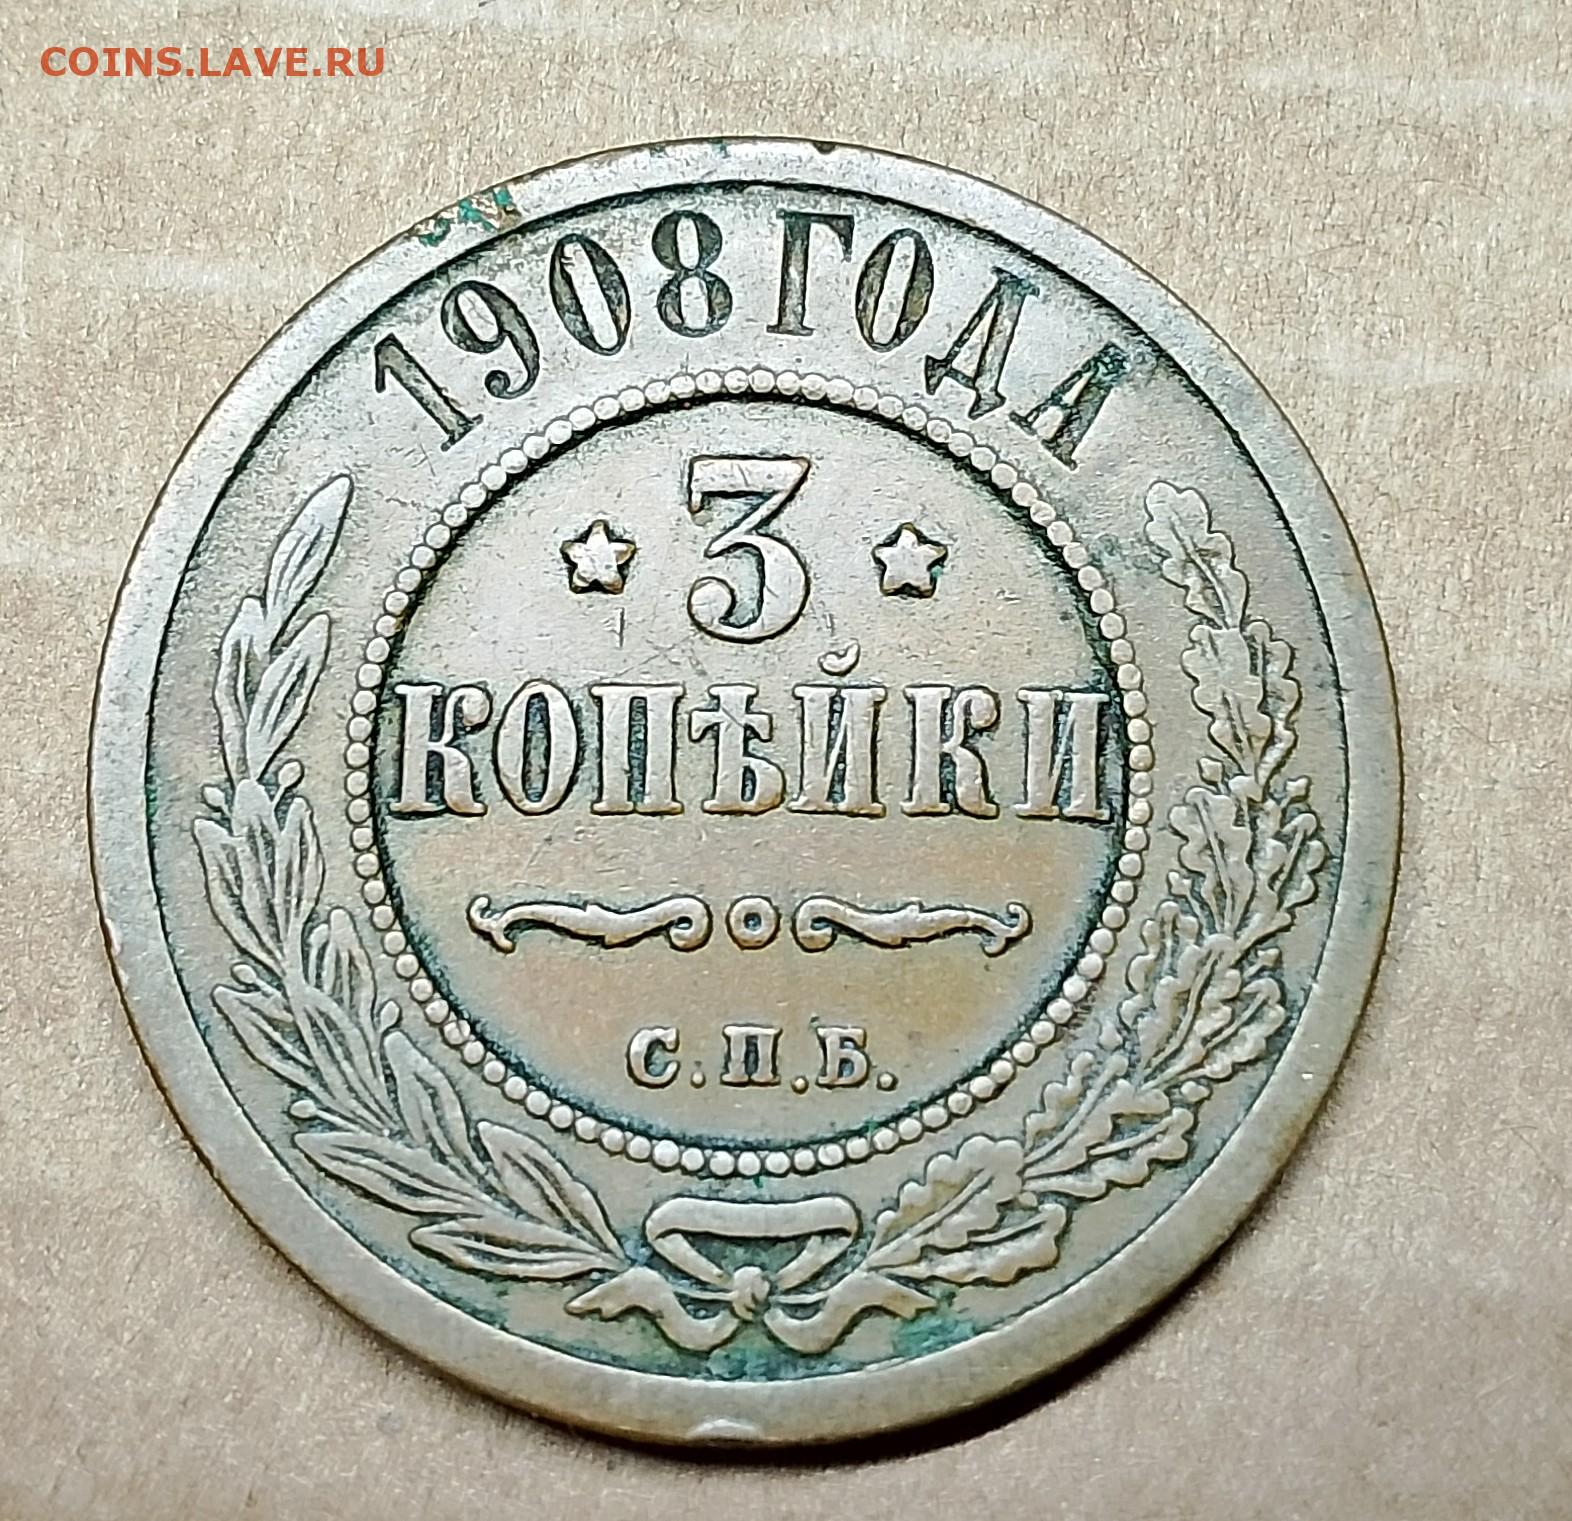 COINS.LAVE.RU
1908 ГОДА
3
КОПѢЙКИ
С.П.Б.